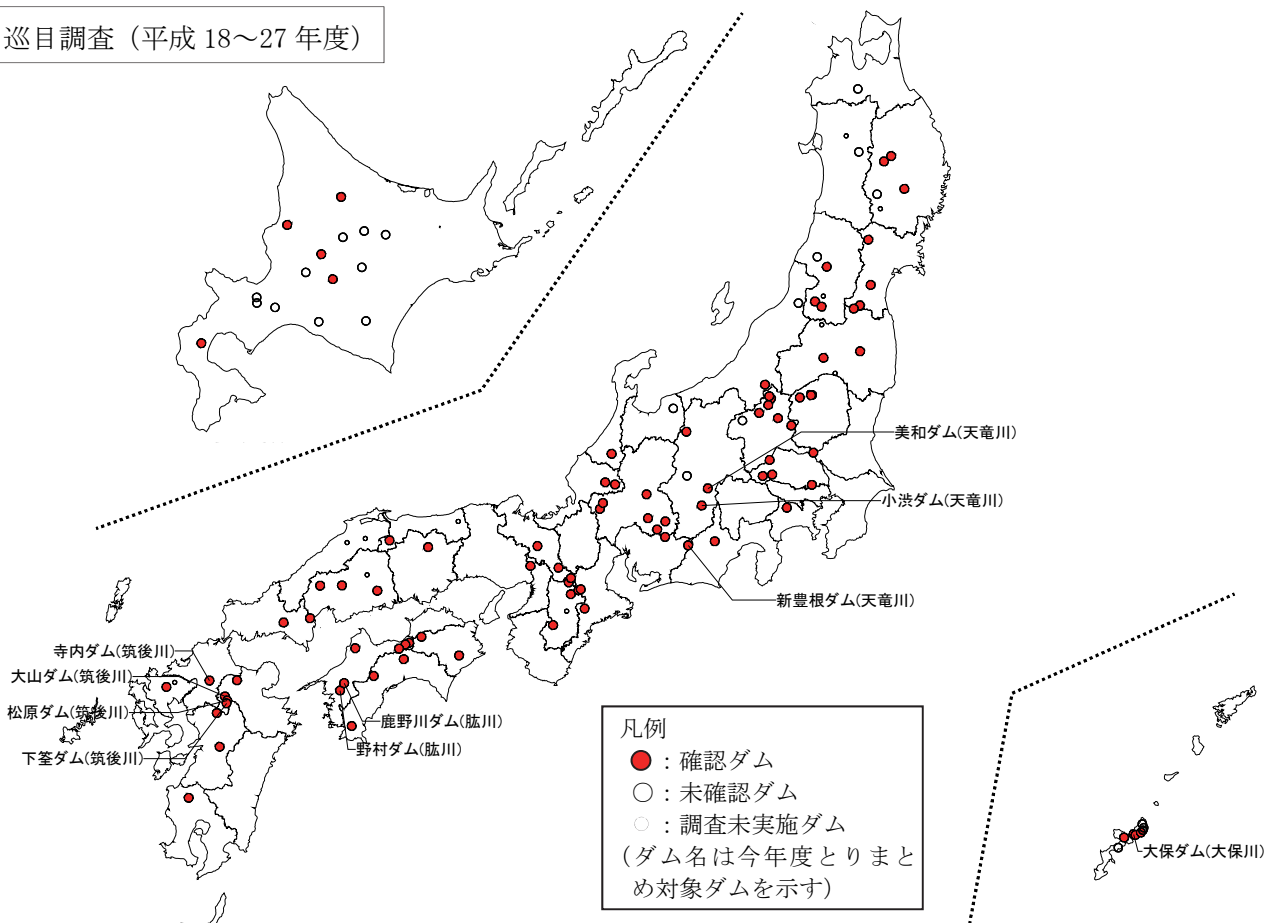 巡目調査（平成 18～27 年度）
美和ダム(天竜川)
小渋ダム(天竜川)
新豊根ダム(天竜川)
寺内ダム(筑後川)
大山ダム(筑後川)
松原ダム(筑後川)
下筌ダム(筑後川)
鹿野川ダム(肱川)
野村ダム(肱川)
大保ダム(大保川)
凡例
：確認ダム
：未確認ダム
：調査未実施ダム
(ダム名は今年度とりまと
め対象ダムを示す)